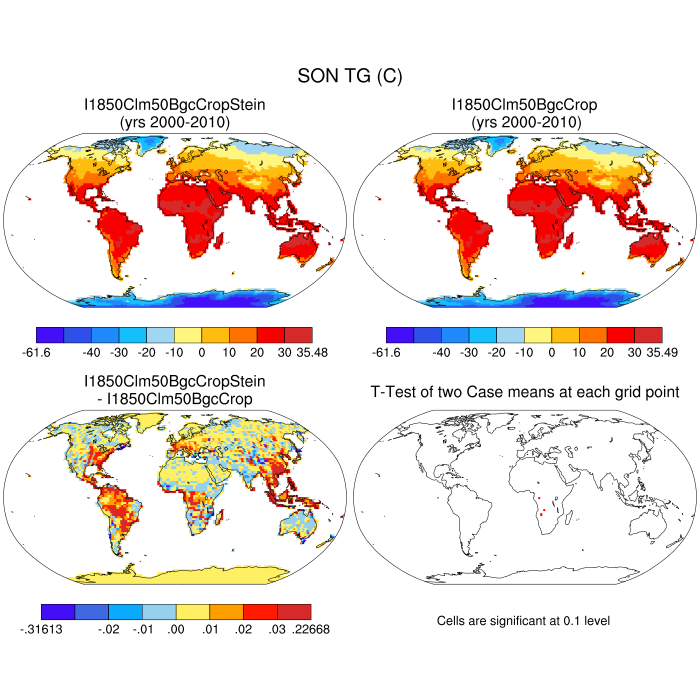 SON TG (C)
I1850Clm50BgcCropStein
(yrs 2000-2010)
I1850Clm50BgcCrop
(yrs 2000-2010)
-61.6 -40 -30 -20 -10 0 10 20 30 35.48
-61.6 -40 -30 -20 -10 0 10 20 30 35.49
I1850Clm50BgcCropStein
- I1850Clm50BgcCrop
T-Test of two Case means at each grid point
-.31613 -.02 -.01 .00 .01 .02 .03 .22668
Cells are significant at 0.1 level